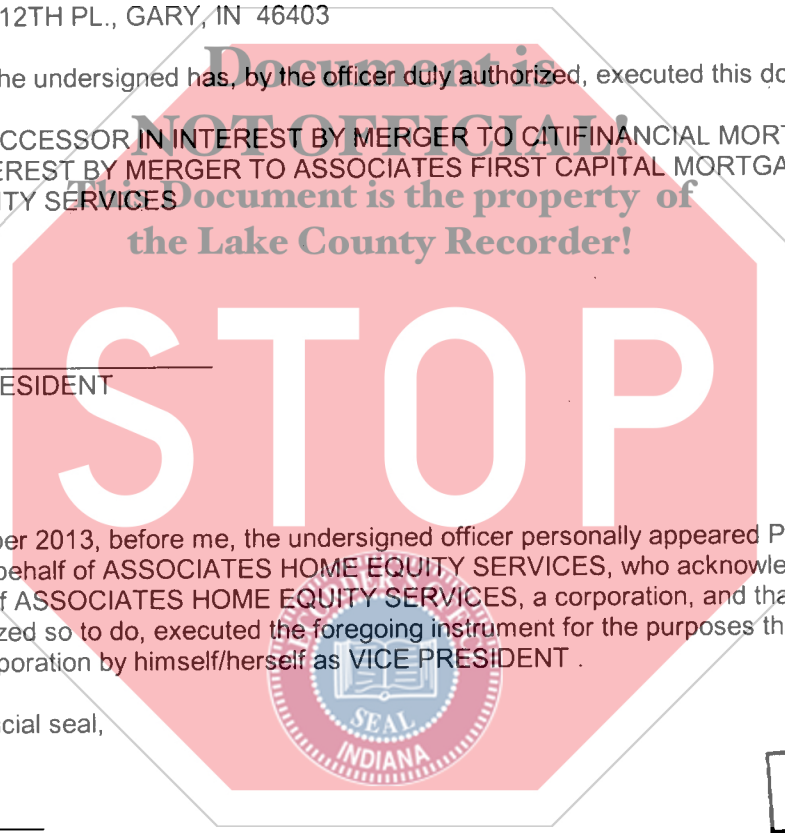 12TH PL., GARY, IN 46403
Document is
he undersigned has, by the officer duly authorized, executed this do
NOT OFFICIAL!
CCESSOR IN INTEREST BY MERGER TO CITIFINANCIAL MORT
EREST BY MERGER TO ASSOCIATES FIRST CAPITAL MORTGA
ITY SERVICES
This Document is the property of
the Lake County Recorder!
ESIDENT
STOP
ber 2013, before me, the undersigned officer personally appeared P
behalf of ASSOCIATES HOME EQUITY SERVICES, who acknowle
f ASSOCIATES HOME EQUITY SERVICES, a corporation, and tha
zed so to do, executed the foregoing instrument for the purposes th
rporation by himself/herself as VICE PRESIDENT .
SEAL
INDIANA
icial seal,